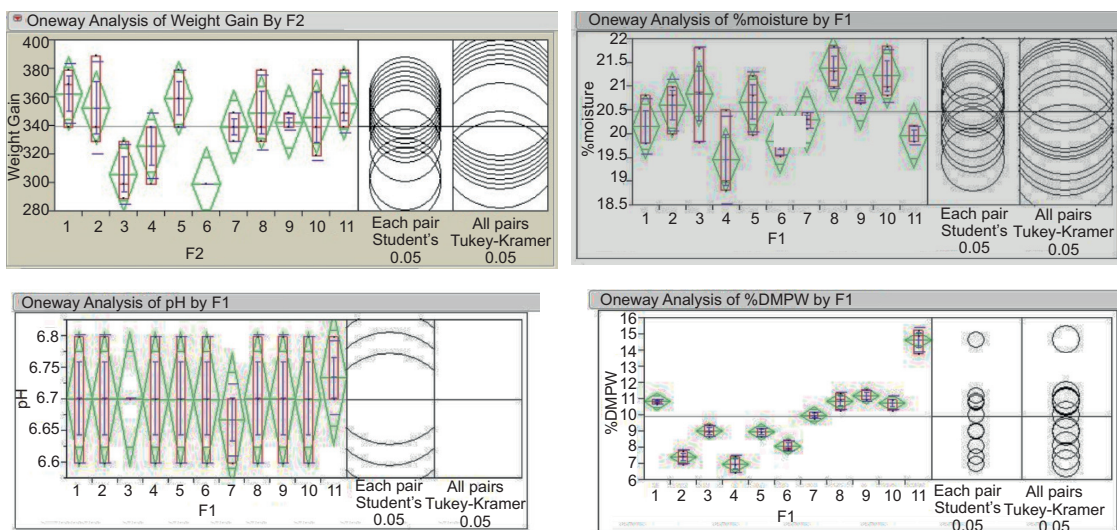 Oneway Analysis of Weight Gain By F2
400
380
360
340
320
300
280
Weight Gain
1 2 3 4 5 6 7 8 9 10 11
F2
Each pair
Student's
0.05
All pairs
Tukey-Kramer
0.05
Oneway Analysis of %moisture by F1
22
21.5
21
20.5
20
19.5
19
18.5
%moisture
1 2 3 4 5 6 7 8 9 10 11
F1
Each pair
Student's
0.05
All pairs
Tukey-Kramer
0.05
Oneway Analysis of pH by F1
6.8
6.75
6.7
6.65
6.6
pH
1 2 3 4 5 6 7 8 9 10 11
F1
Each pair
Student's
0.05
All pairs
Tukey-Kramer
0.05
Oneway Analysis of %DMPW by F1
16
15
14
13
12
11
10
9
8
7
6
%DMPW
1 2 3 4 5 6 7 8 9 10 11
F1
Each pair
Student's
0.05
All pairs
Tukey-Kramer
0.05